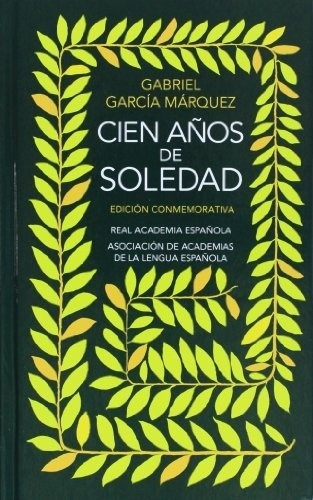 GABRIEL
GARCÍA MÁRQUEZ
CIEN AÑOS
DE
SOLEDAD
EDICIÓN CONMEMORATIVA
REAL ACADEMIA ESPAÑOLA
ASOCIACIÓN DE ACADEMIAS
DE LA LENGUA ESPAÑOLA